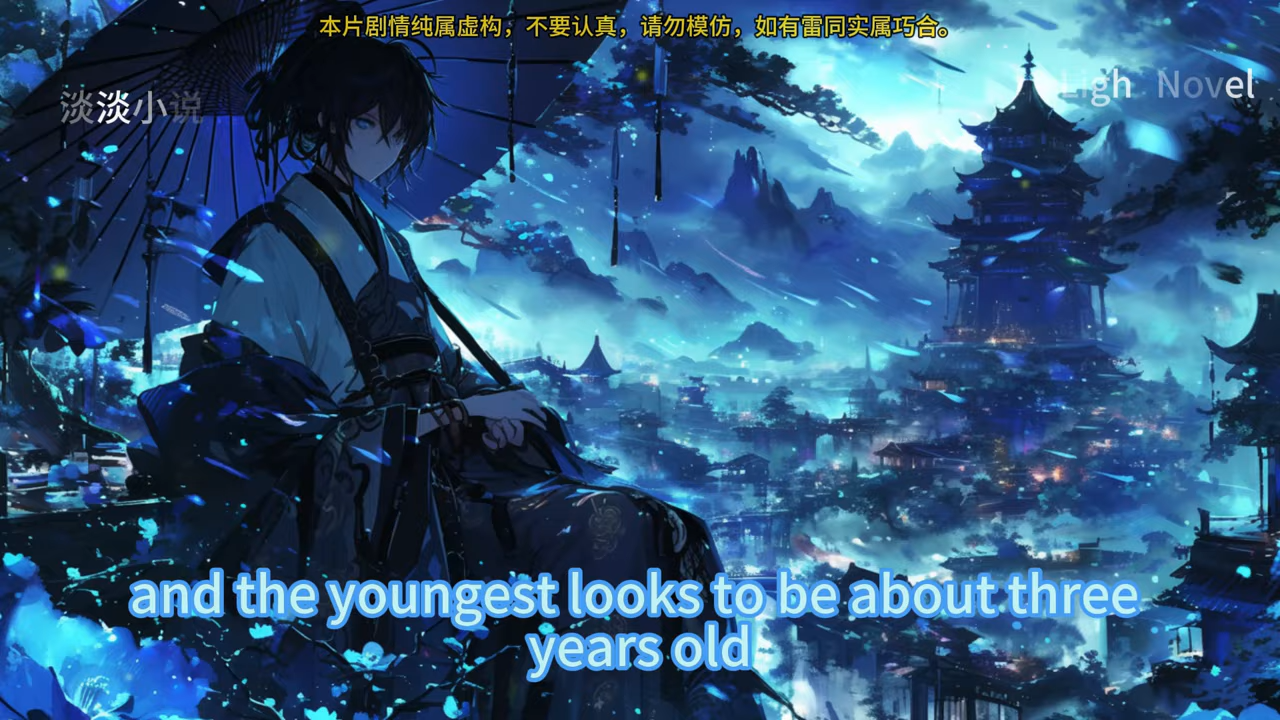 本片剧情纯属虚构，不要认真，请勿模仿，如有雷同实属巧合。
淡淡小说
Ligh Novel
and the youngest looks to be about three
years old